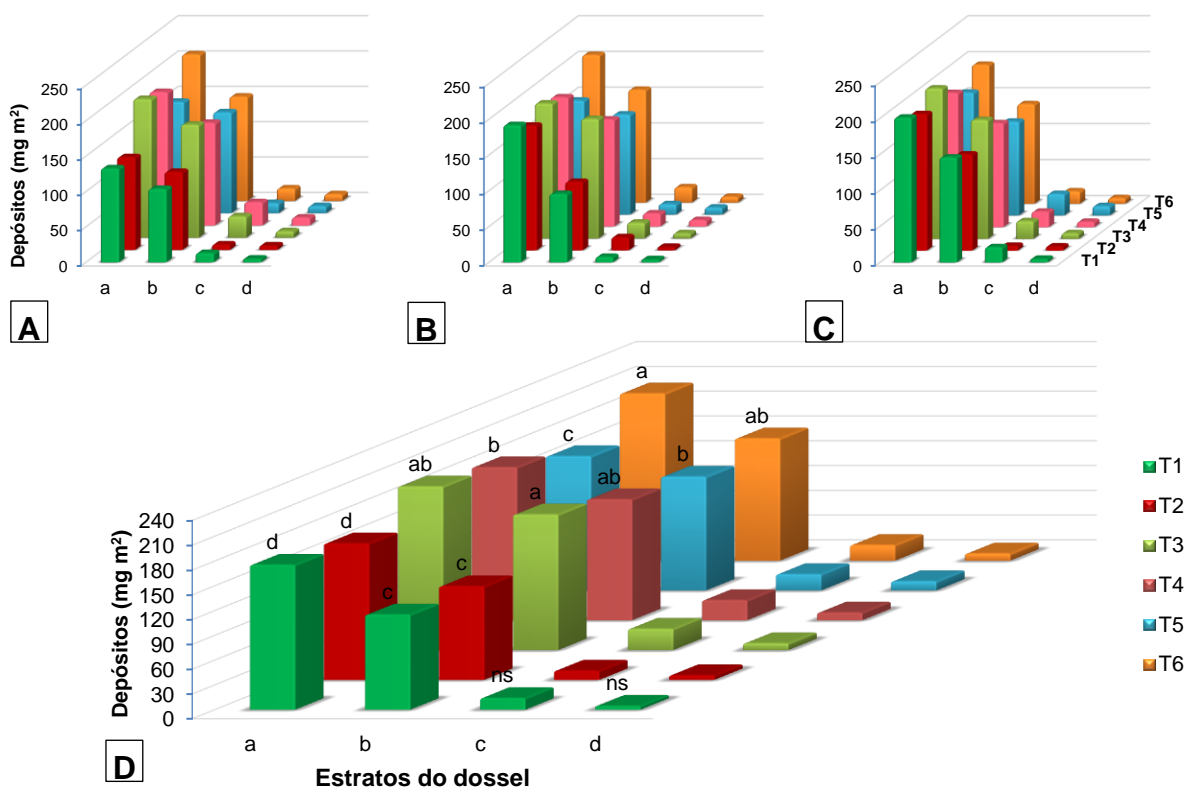 Depósitos (mg m²)
250
200
150
100
50
0
a b c d
A
250
200
150
100
50
0
a b c d
B
250
200
150
100
50
0
a b c d
T1
T2
T3
T4
T5
T6
C
Depósitos (mg m²)
240
210
180
150
120
90
60
30
0
d d ab b c a
c c a ab b ab
ns ns
a b c d
D
Estratos do dossel
T1
T2
T3
T4
T5
T6